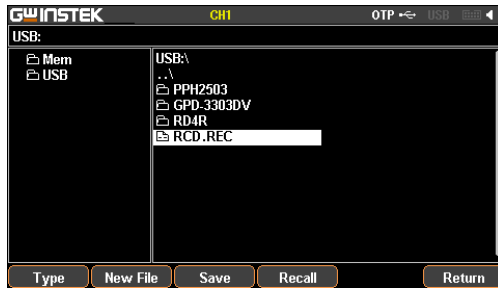 GWINSTEK CH1 OTP USB
USB:
Mem
USB
USB:\
..\
PPH2503
GPD-3303DV
RD4R
RCD.REC
Type New File Save Recall Return